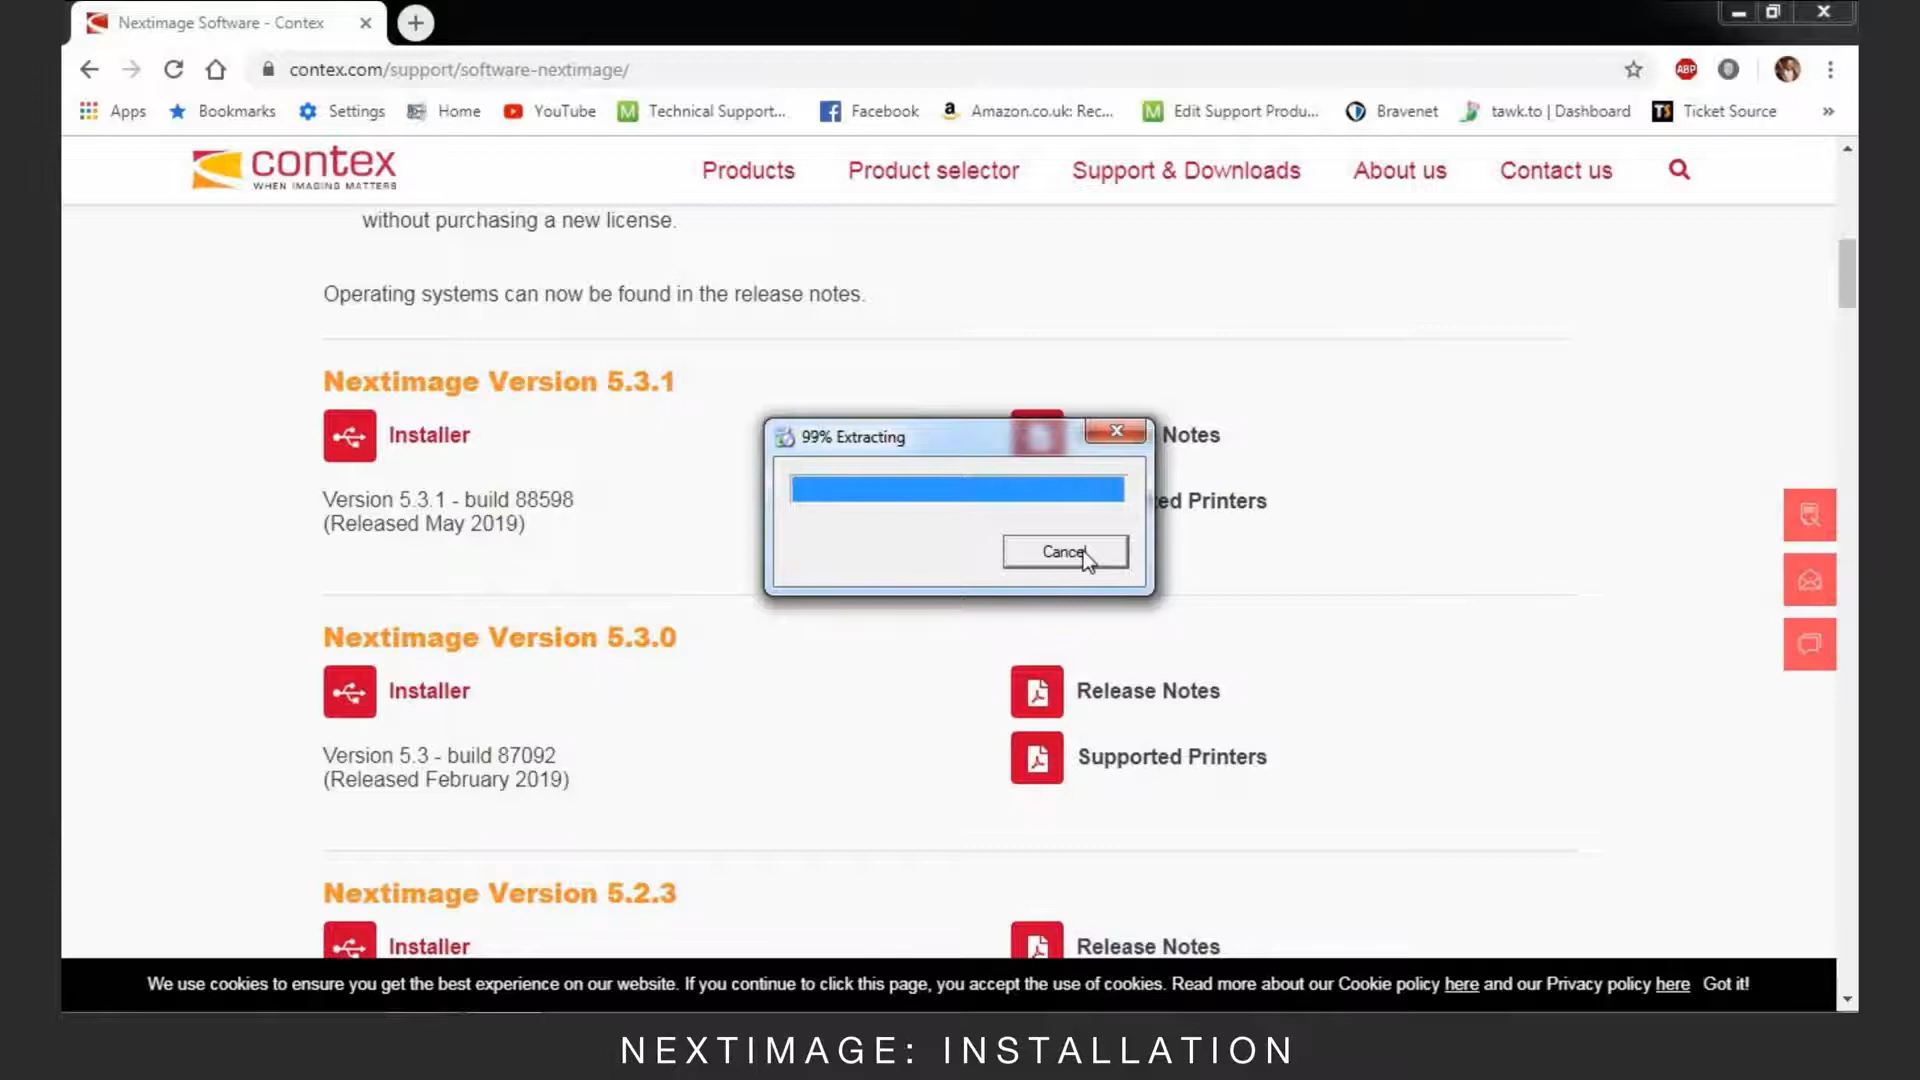 Nextimage Software - Contex
contex.com/support/software-nextimage/
ABP
Apps Bookmarks Settings Home YouTube Technical Support... Facebook Amazon.co.uk: Rec... Edit Support Produ... Bravenet tawk.to | Dashboard TS Ticket Source »
contex
WHEN IMAGING MATTERS
Products Product selector Support & Downloads About us Contact us
without purchasing a new license.
Operating systems can now be found in the release notes.
Nextimage Version 5.3.1
Installer
Notes
Version 5.3.1 - build 88598
(Released May 2019)
ed Printers
99% Extracting
Cancel
Nextimage Version 5.3.0
Installer
Release Notes
Version 5.3 - build 87092
(Released February 2019)
Supported Printers
Nextimage Version 5.2.3
Installer
Release Notes
We use cookies to ensure you get the best experience on our website. If you continue to click this page, you accept the use of cookies. Read more about our Cookie policy here and our Privacy policy here Got it!
NEXTIMAGE: INSTALLATION